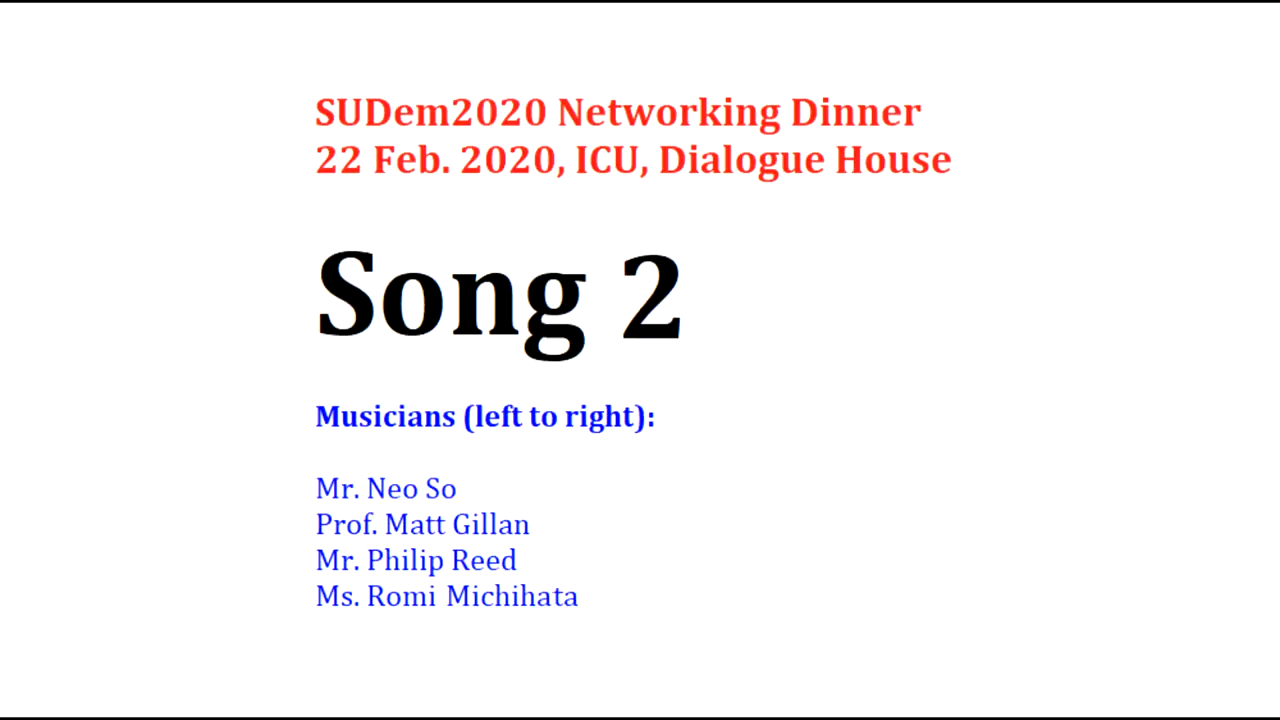 SUDem2020 Networking Dinner
22 Feb. 2020, ICU, Dialogue House
Song 2
Musicians (left to right):
Mr. Neo So
Prof. Matt Gillan
Mr. Philip Reed
Ms. Romi Michihata